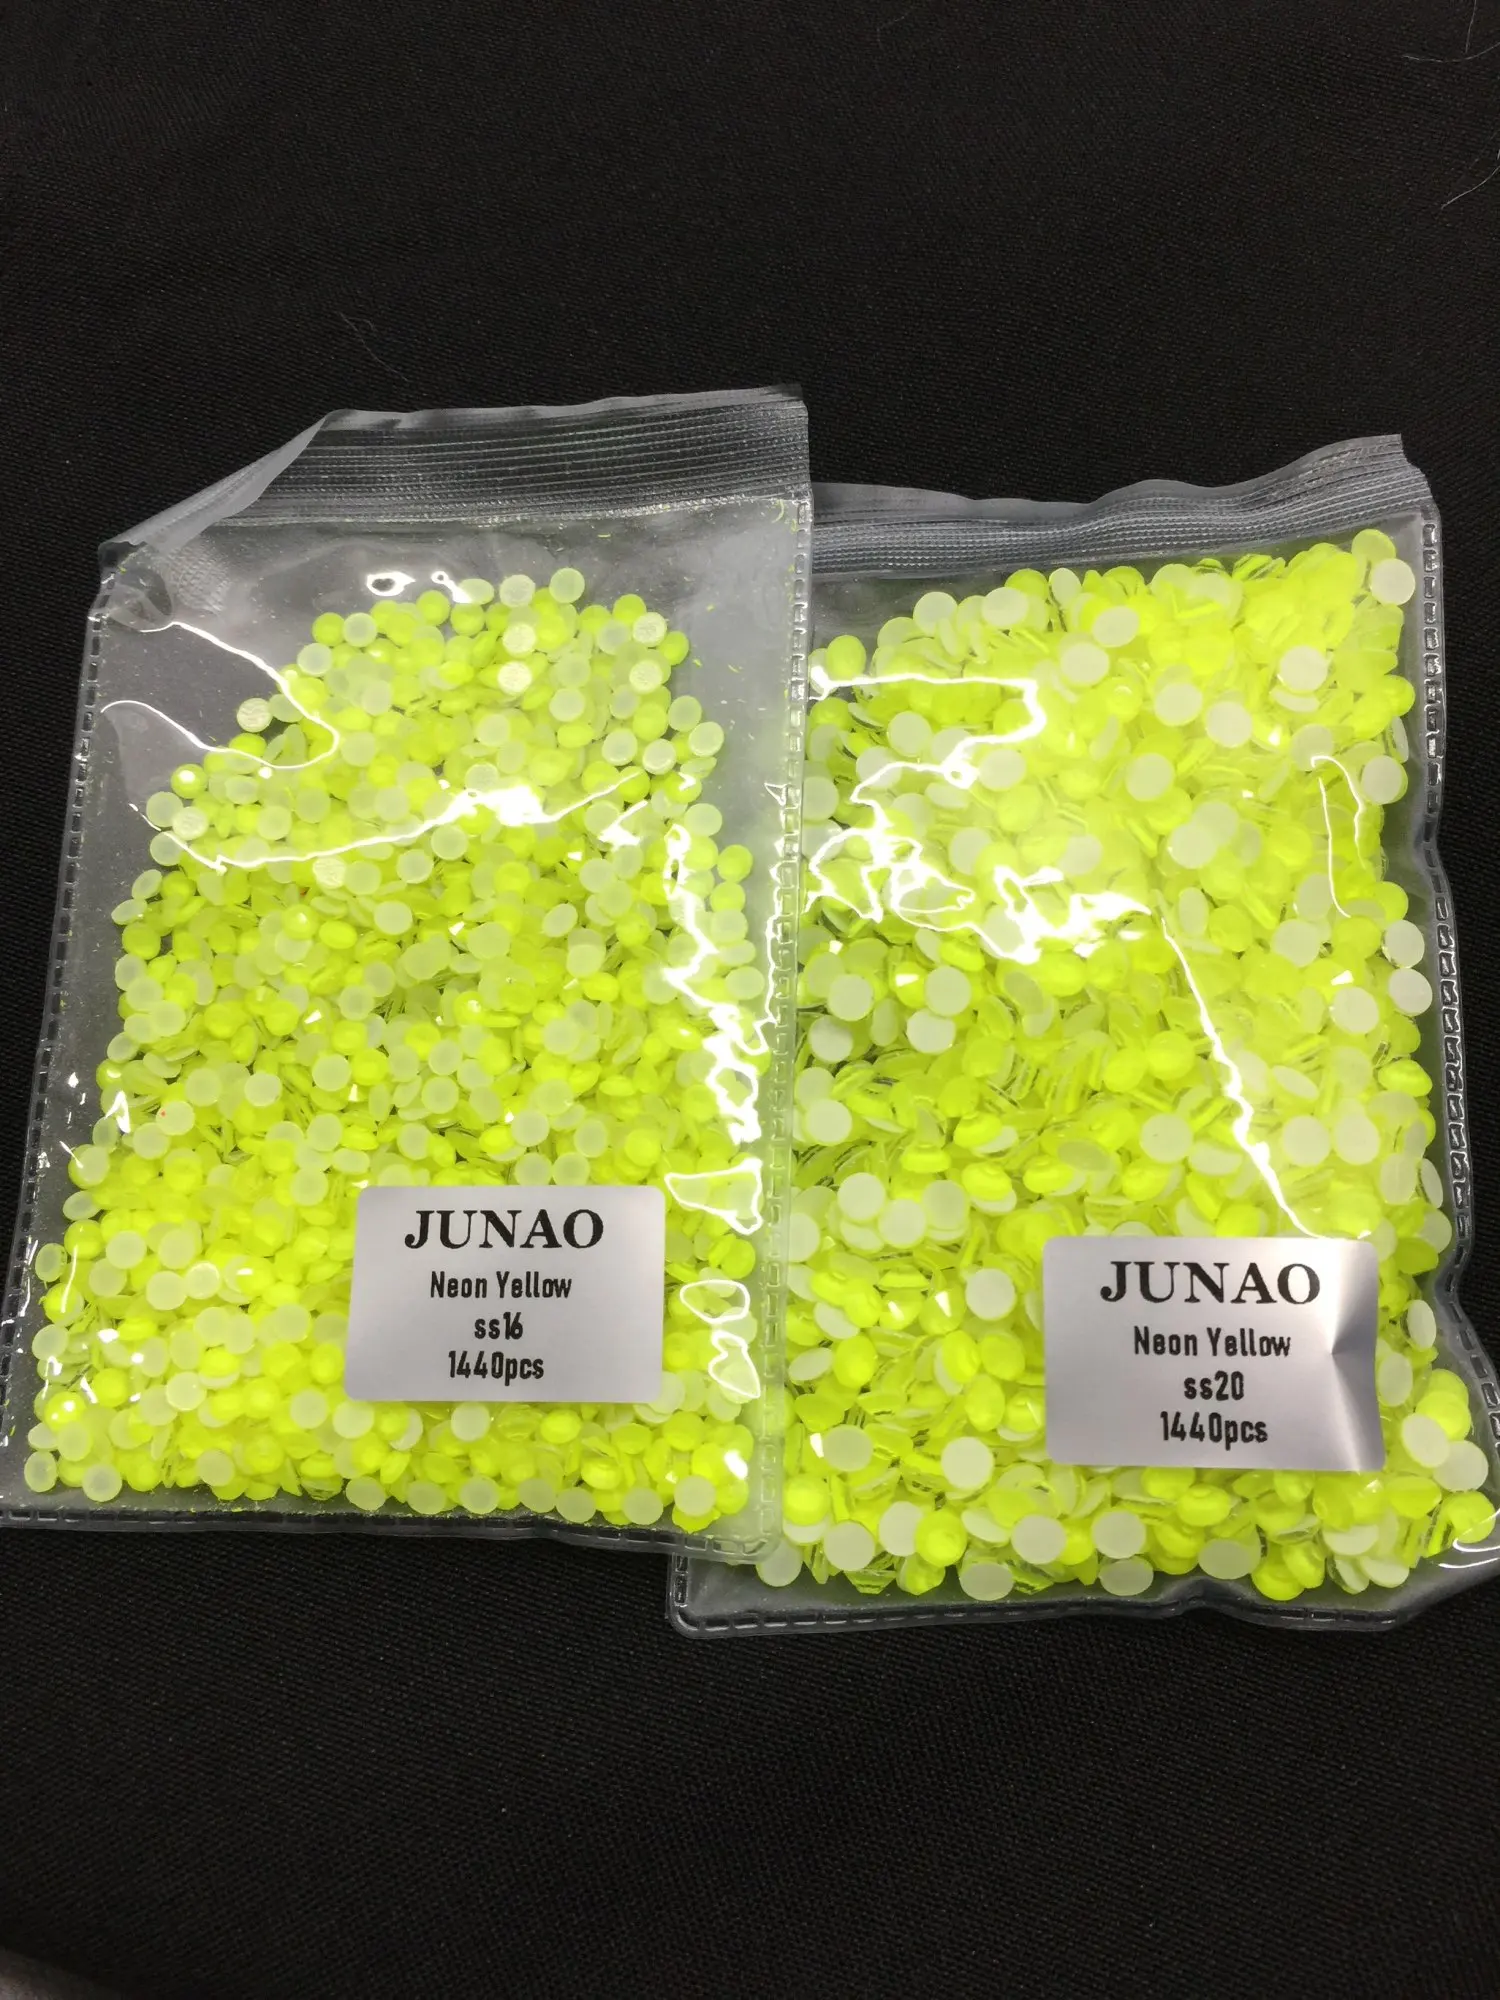 JUNAO
Neon Yellow
ss16
1440pcs
JUNAO
Neon Yellow
ss20
1440pcs